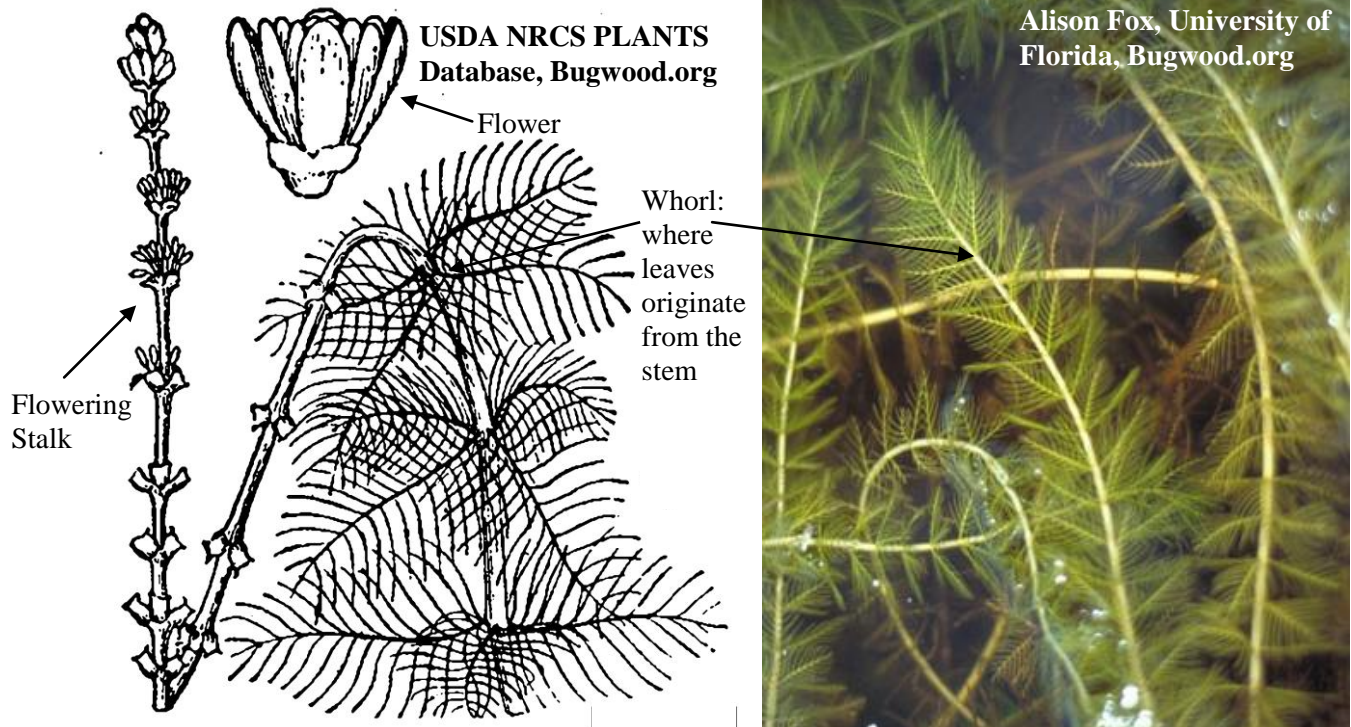 USDA NRCS PLANTS
Database, Bugwood.org
Flower
Whorl:
where
leaves
originate
from the
stem
Flowering
Stalk
Alison Fox, University of
Florida, Bugwood.org